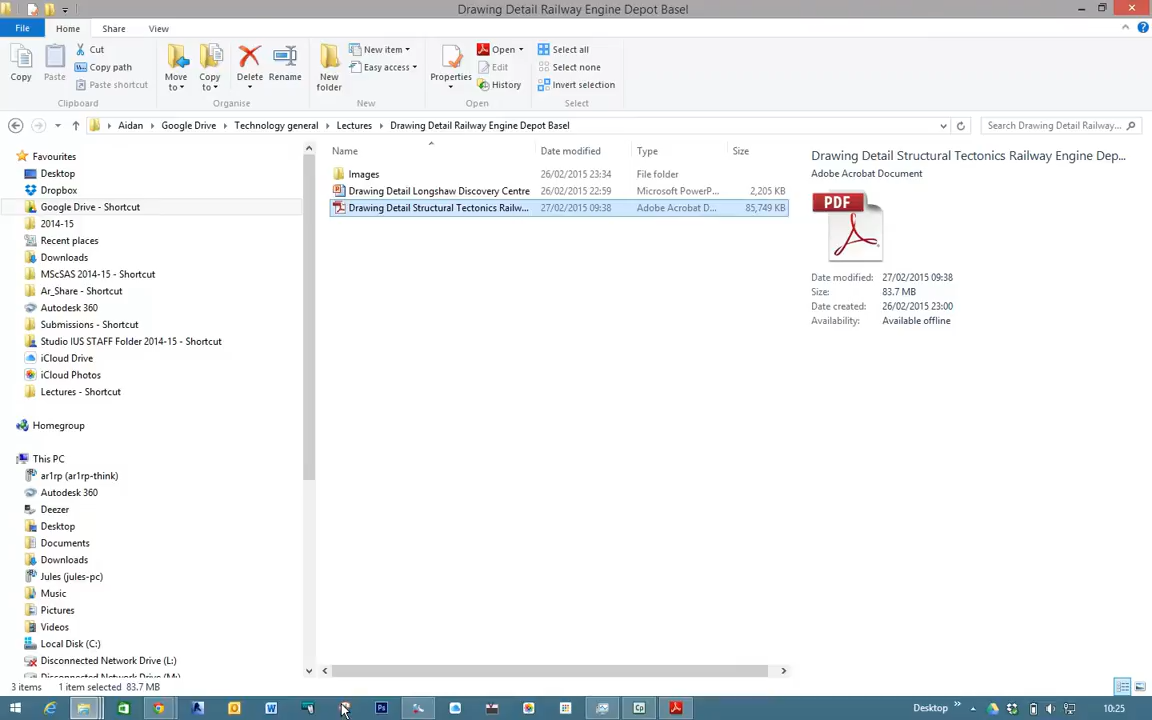 Drawing Detail Railway Engine Depot Basel
File Home Share View
Copy Paste Cut Copy path Paste shortcut Move to Copy to Delete Rename New folder New item Easy access Properties Open Edit History Select all Select none Invert selection
Clipboard Organise New Open Select
Aidan Google Drive Technology general Lectures Drawing Detail Railway Engine Depot Basel Search Drawing Detail Railway...
Favourites
Desktop
Dropbox
Google Drive - Shortcut
2014-15
Recent places
Downloads
MScSAS 2014-15 - Shortcut
Ar_Share - Shortcut
Autodesk 360
Submissions - Shortcut
Studio IUS STAFF Folder 2014-15 - Shortcut
iCloud Drive
iCloud Photos
Lectures - Shortcut
Homegroup
This PC
ar1rp (ar1rp-think)
Autodesk 360
Deezer
Desktop
Documents
Downloads
Jules (jules-pc)
Music
Pictures
Videos
Local Disk (C:)
Disconnected Network Drive (L:)
Disconnected Network Drive (M:)
Name Date modified Type Size
Images 26/02/2015 23:34 File folder
Drawing Detail Longshaw Discovery Centre 26/02/2015 22:59 Microsoft PowerP... 2,205 KB
Drawing Detail Structural Tectonics Railw... 27/02/2015 09:38 Adobe Acrobat D... 85,749 KB
Drawing Detail Structural Tectonics Railway Engine Dep...
Adobe Acrobat Document
PDF
Date modified: 27/02/2015 09:38
Size: 83.7 MB
Date created: 26/02/2015 23:00
Availability: Available offline
3 items 1 item selected 83.7 MB
Desktop 10:25